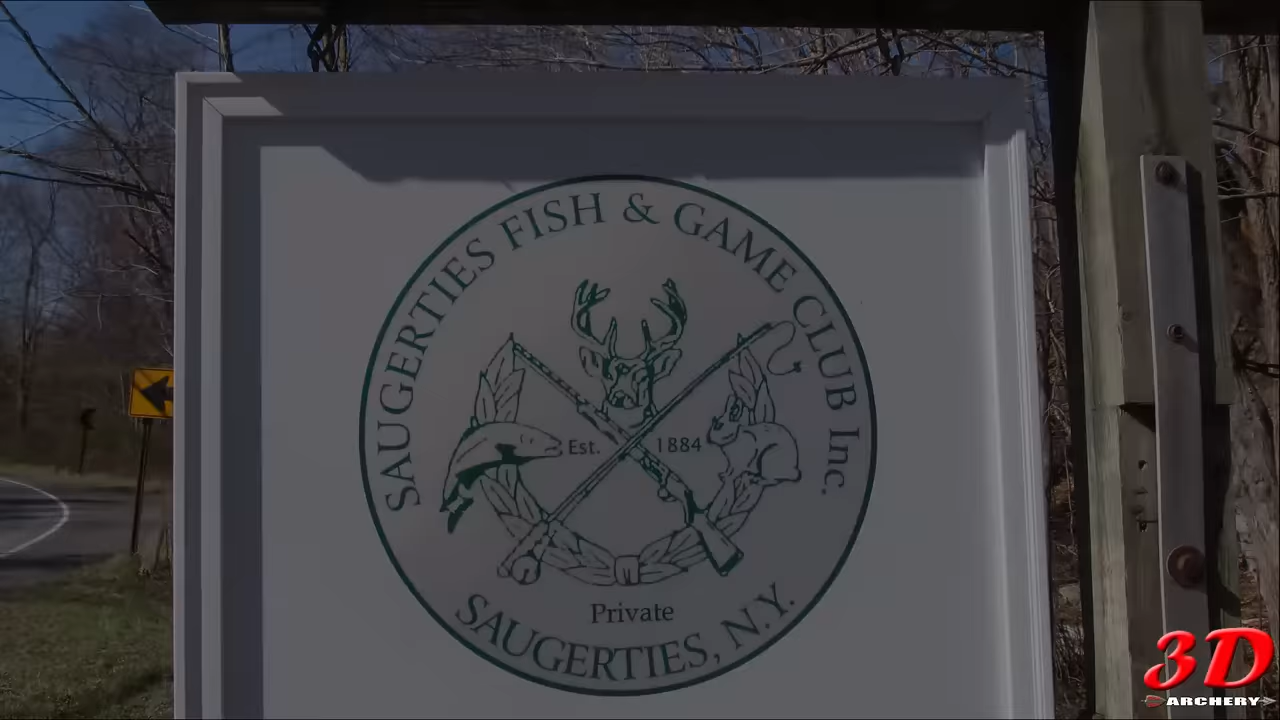 SAUGERTIES FISH & GAME CLUB Inc.
Est. 1884
Private
SAUGERTIES, N.Y.
3D
ARCHERY